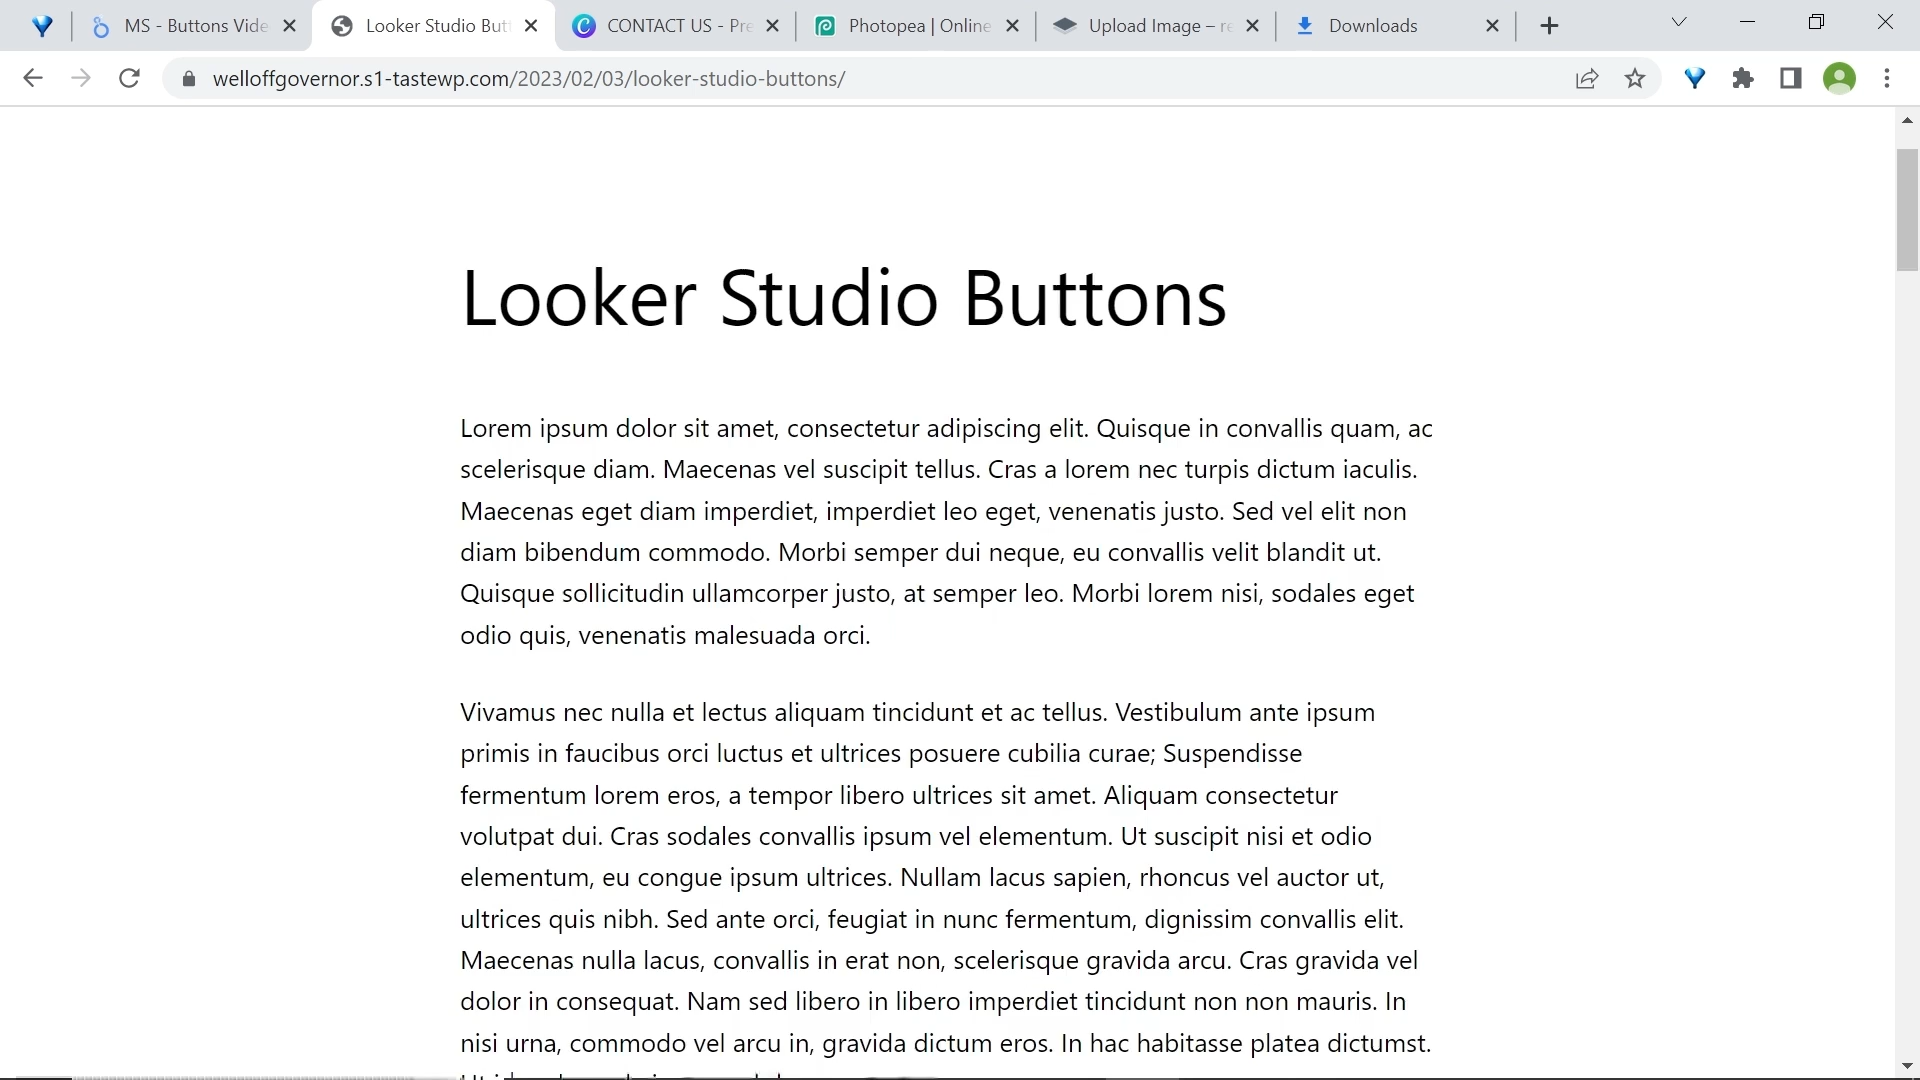 MS - Buttons Vide
Looker Studio But
CONTACT US - Pre
Photopea | Online
Upload Image – re
Downloads
welloffgovernor.s1-tastewp.com/2023/02/03/looker-studio-buttons/
Looker Studio Buttons
Lorem ipsum dolor sit amet, consectetur adipiscing elit. Quisque in convallis quam, ac
scelerisque diam. Maecenas vel suscipit tellus. Cras a lorem nec turpis dictum iaculis.
Maecenas eget diam imperdiet, imperdiet leo eget, venenatis justo. Sed vel elit non
diam bibendum commodo. Morbi semper dui neque, eu convallis velit blandit ut.
Quisque sollicitudin ullamcorper justo, at semper leo. Morbi lorem nisi, sodales eget
odio quis, venenatis malesuada orci.
Vivamus nec nulla et lectus aliquam tincidunt et ac tellus. Vestibulum ante ipsum
primis in faucibus orci luctus et ultrices posuere cubilia curae; Suspendisse
fermentum lorem eros, a tempor libero ultrices sit amet. Aliquam consectetur
volutpat dui. Cras sodales convallis ipsum vel elementum. Ut suscipit nisi et odio
elementum, eu congue ipsum ultrices. Nullam lacus sapien, rhoncus vel auctor ut,
ultrices quis nibh. Sed ante orci, feugiat in nunc fermentum, dignissim convallis elit.
Maecenas nulla lacus, convallis in erat non, scelerisque gravida arcu. Cras gravida vel
dolor in consequat. Nam sed libero in libero imperdiet tincidunt non non mauris. In
nisi urna, commodo vel arcu in, gravida dictum eros. In hac habitasse platea dictumst.